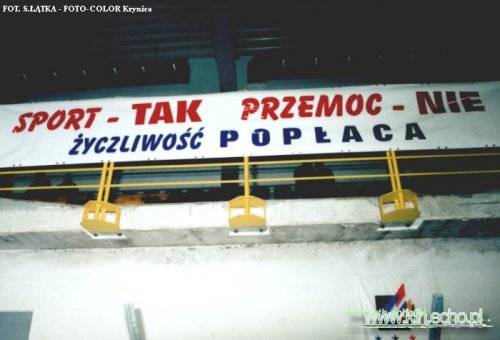 FOT. S.ŁĄTKA - FOTO-COLOR Krynica
SPORT - TAK PRZEMOC - NIE
ŻYCZLIWOŚĆ POPŁACA
www.kth.echo.pl